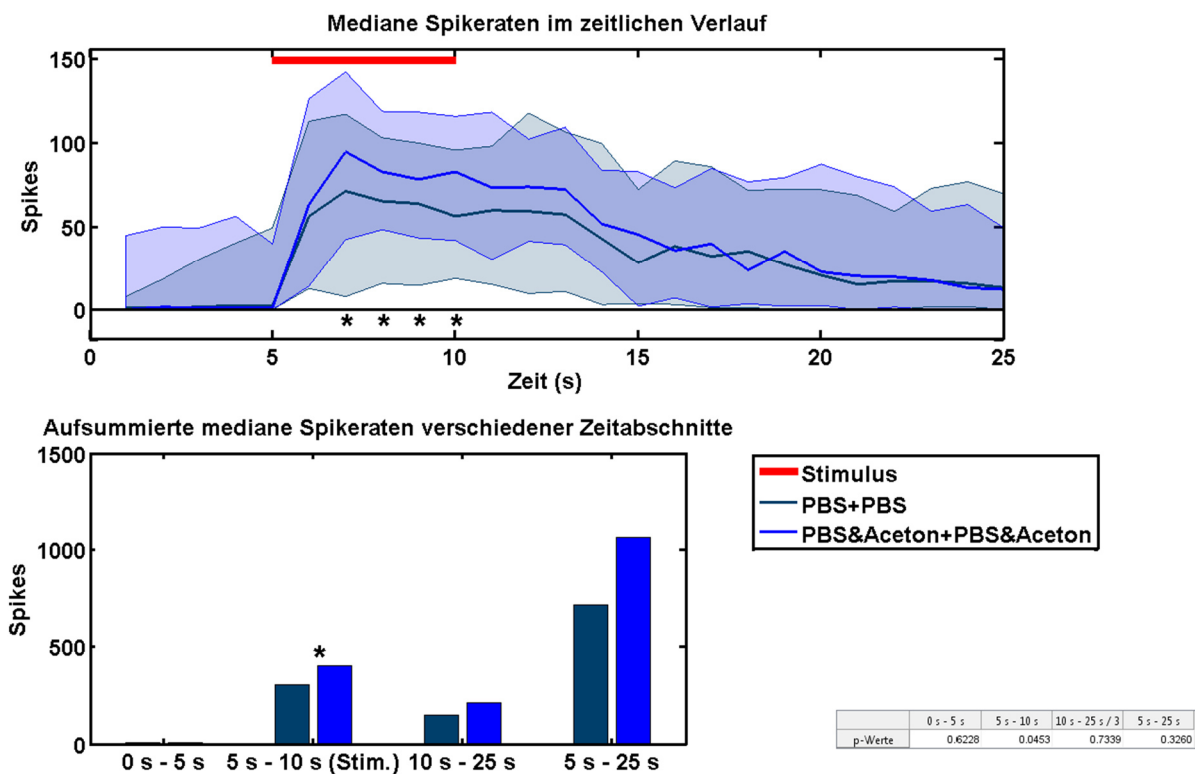 Mediane Spikeraten im zeitlichen Verlauf
150
100
50
0
Spikes
* * * *
0 5 10 15 20 25
Zeit (s)
Aufsummierte mediane Spikeraten verschiedener Zeitabschnitte
1500
1000
500
0
Spikes
*
0 s - 5 s 5 s - 10 s (Stim.) 10 s - 25 s 5 s - 25 s
Stimulus
PBS+PBS
PBS&Aceton+PBS&Aceton
0 s - 5 s 5 s - 10 s 10 s - 25 s / 3 5 s - 25 s
p-Werte 0.6228 0.0453 0.7339 0.3260